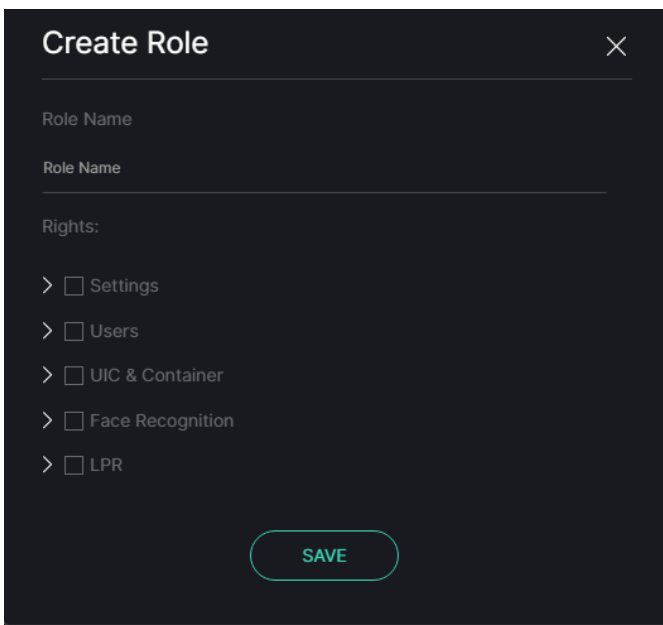 Create Role
Role Name
Role Name
Rights:
Settings
Users
UIC & Container
Face Recognition
LPR
SAVE